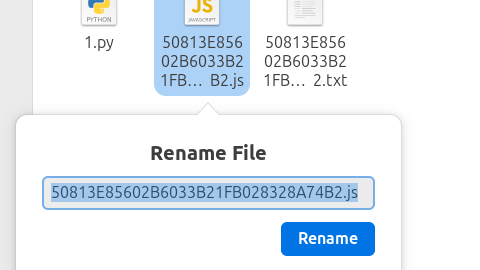 PYTHON
JS
JAVASCRIPT
1.py
50813E856
02B6033B2
1FB… B2.js
50813E856
02B6033B2
1FB… 2.txt
Rename File
50813E85602B6033B21FB028328A74B2.js
Rename